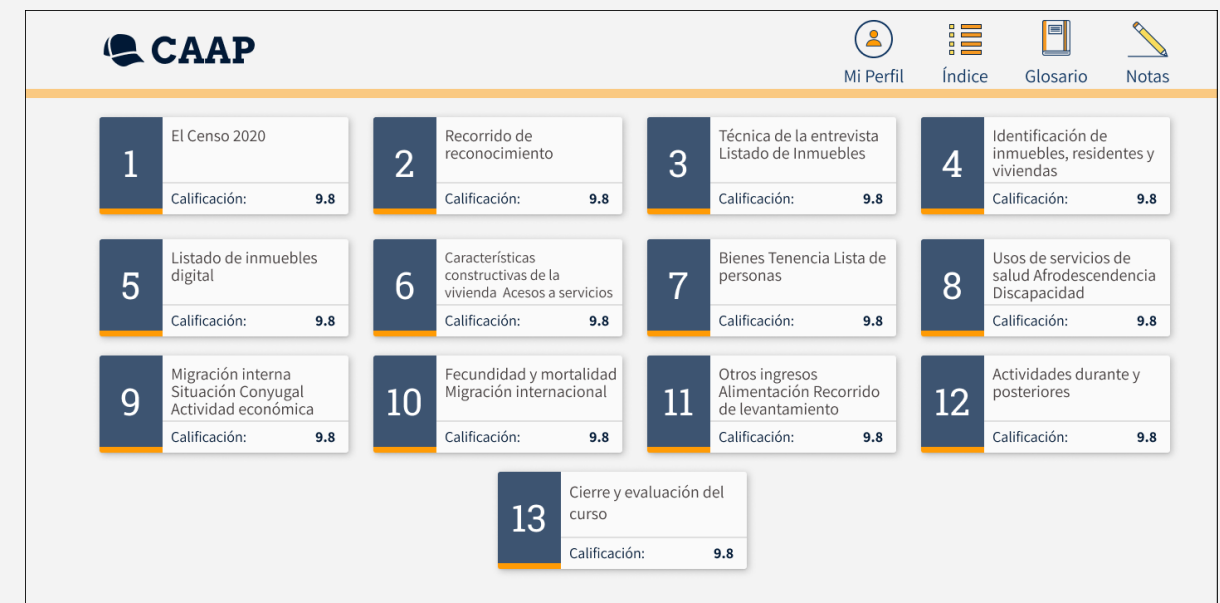 CAAP
Mi Perfil
Índice
Glosario
Notas
1
El Censo 2020
Calificación: 9.8
2
Recorrido de
reconocimiento
Calificación: 9.8
3
Técnica de la entrevista
Listado de Inmuebles
Calificación: 9.8
4
Identificación de
inmuebles, residentes y
viviendas
Calificación: 9.8
5
Listado de inmuebles
digital
Calificación: 9.8
6
Características
constructivas de la
vivienda Acesos a servicios
Calificación: 9.8
7
Bienes Tenencia Lista de
personas
Calificación: 9.8
8
Usos de servicios de
salud Afrodescendencia
Discapacidad
Calificación: 9.8
9
Migración interna
Situación Conyugal
Actividad económica
Calificación: 9.8
10
Fecundidad y mortalidad
Migración internacional
Calificación: 9.8
11
Otros ingresos
Alimentación Recorrido
de levantamiento
Calificación: 9.8
12
Actividades durante y
posteriores
Calificación: 9.8
13
Cierre y evaluación del
curso
Calificación: 9.8